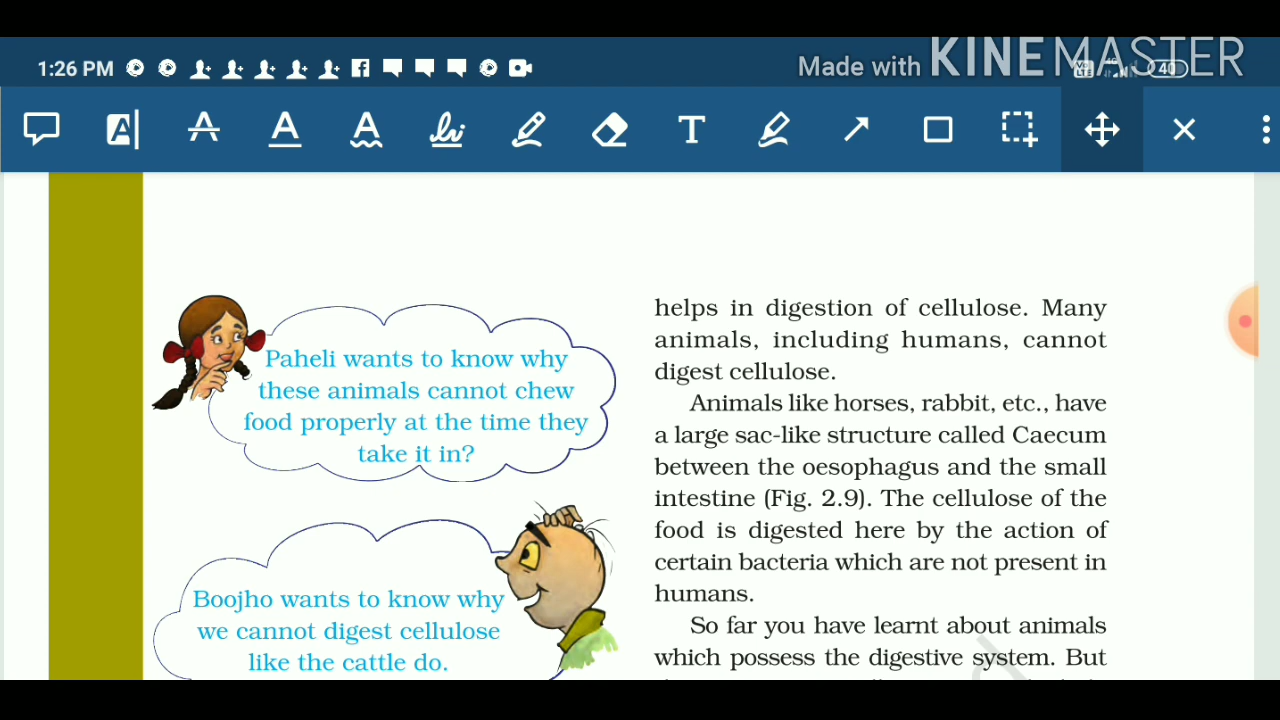 1:26 PM
Made with KINEMASTER
40
A
A
A
A
T
Paheli wants to know why
these animals cannot chew
food properly at the time they
take it in?
Boojho wants to know why
we cannot digest cellulose
like the cattle do.
helps in digestion of cellulose. Many
animals, including humans, cannot
digest cellulose.
Animals like horses, rabbit, etc., have
a large sac-like structure called Caecum
between the oesophagus and the small
intestine (Fig. 2.9). The cellulose of the
food is digested here by the action of
certain bacteria which are not present in
humans.
So far you have learnt about animals
which possess the digestive system. But